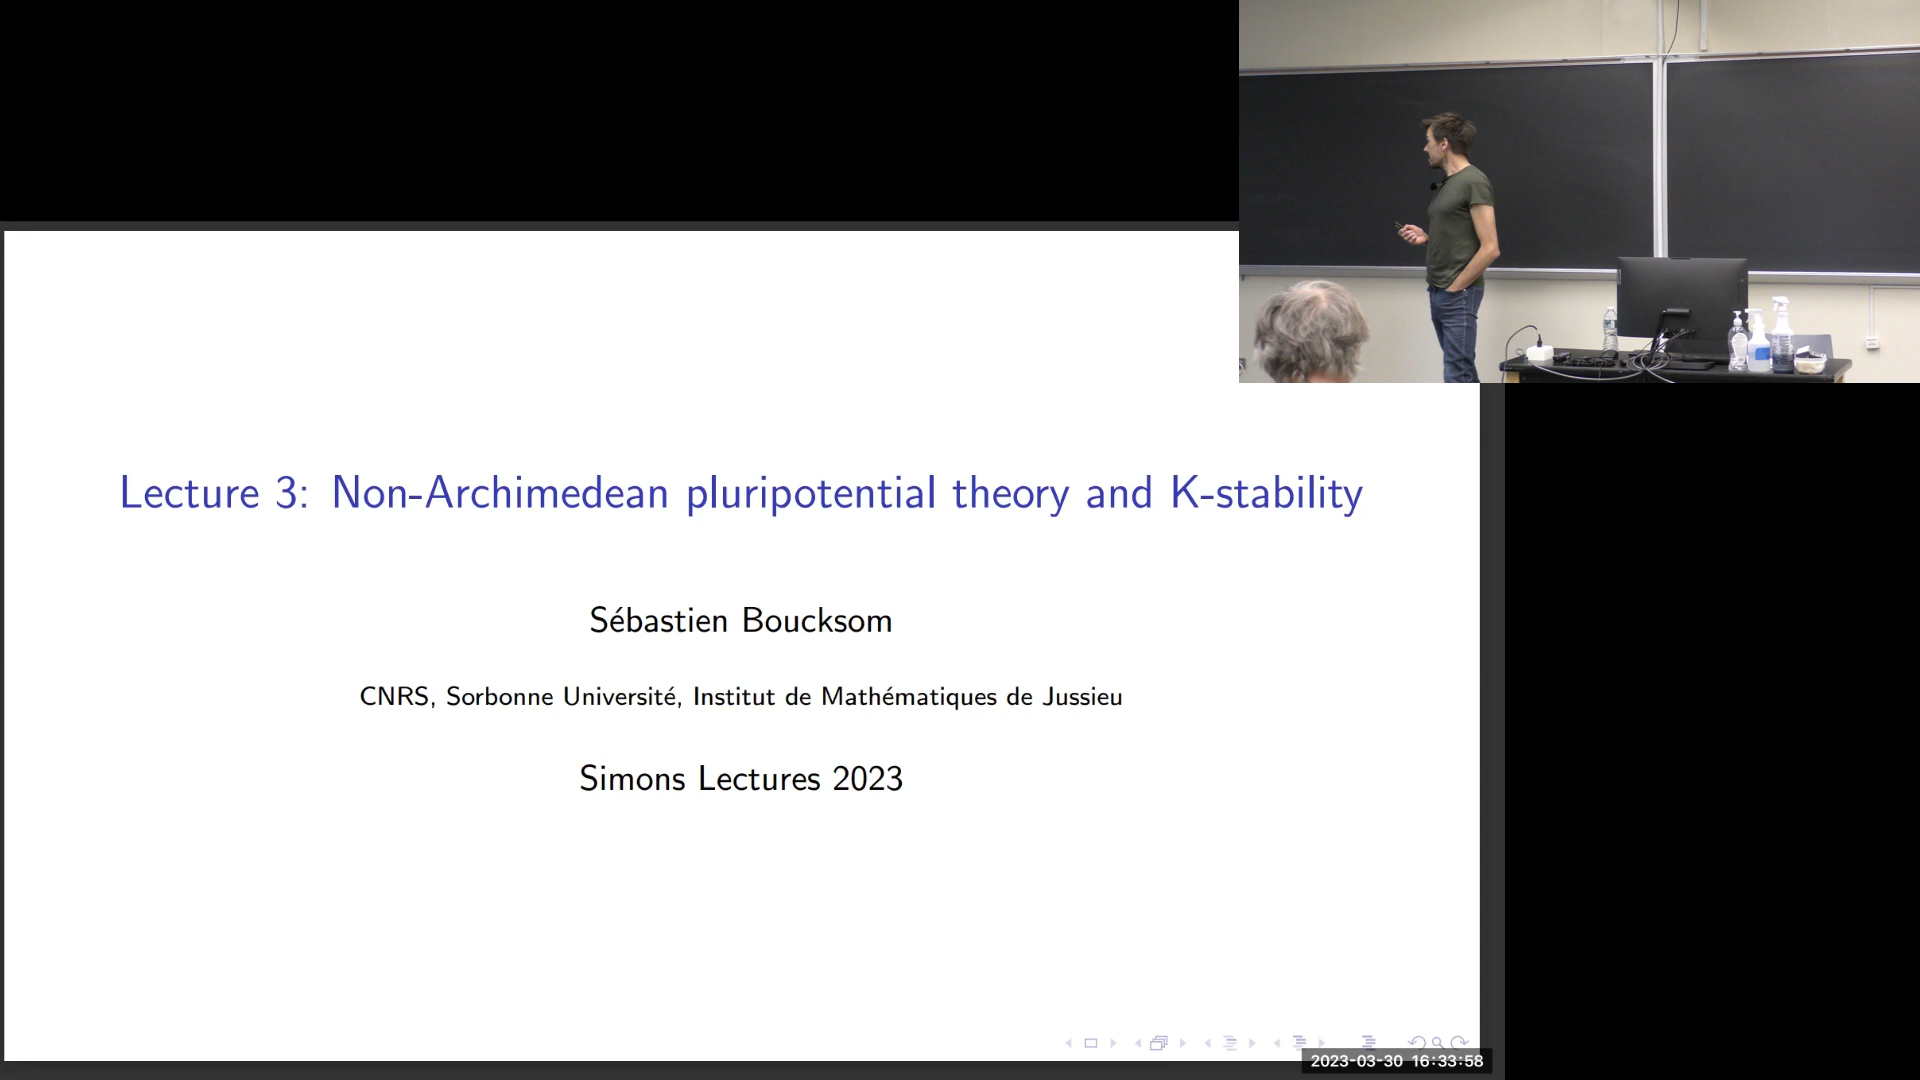 Lecture 3: Non-Archimedean pluripotential theory and K-stability
Sébastien Boucksom
CNRS, Sorbonne Université, Institut de Mathématiques de Jussieu
Simons Lectures 2023
2023-03-30 16:33:58